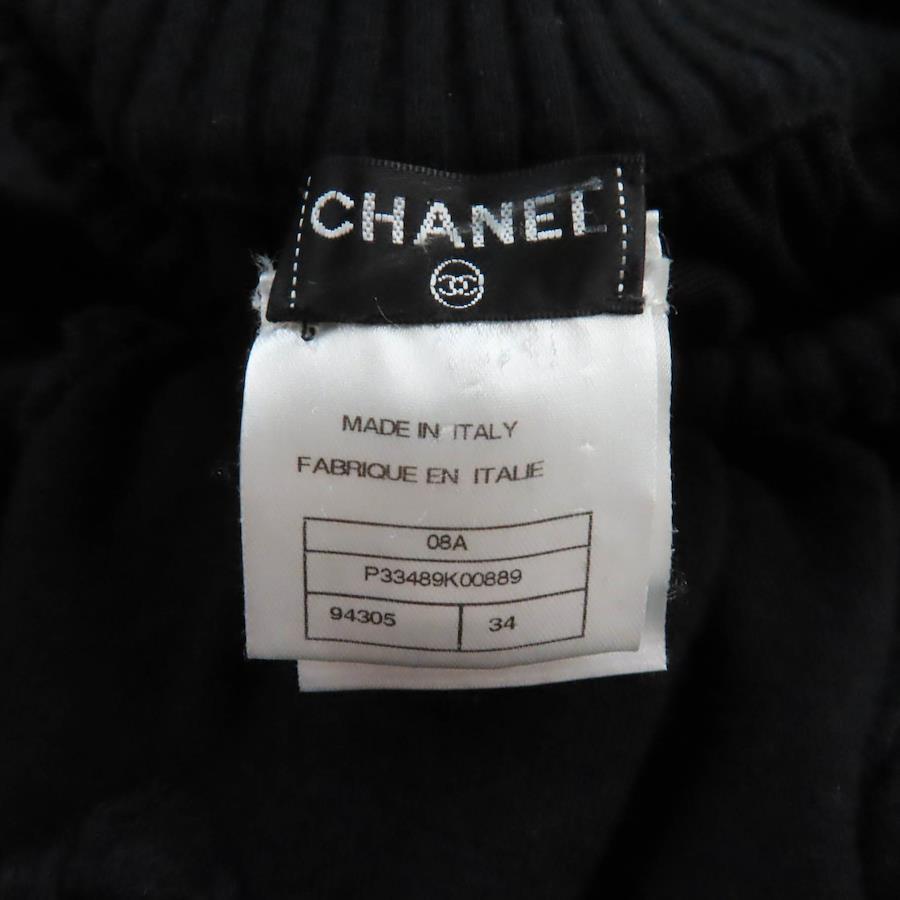 CHANEL
MADE IN ITALY
FABRIQUE EN ITALIE
08A
P33489K00889
94305 34